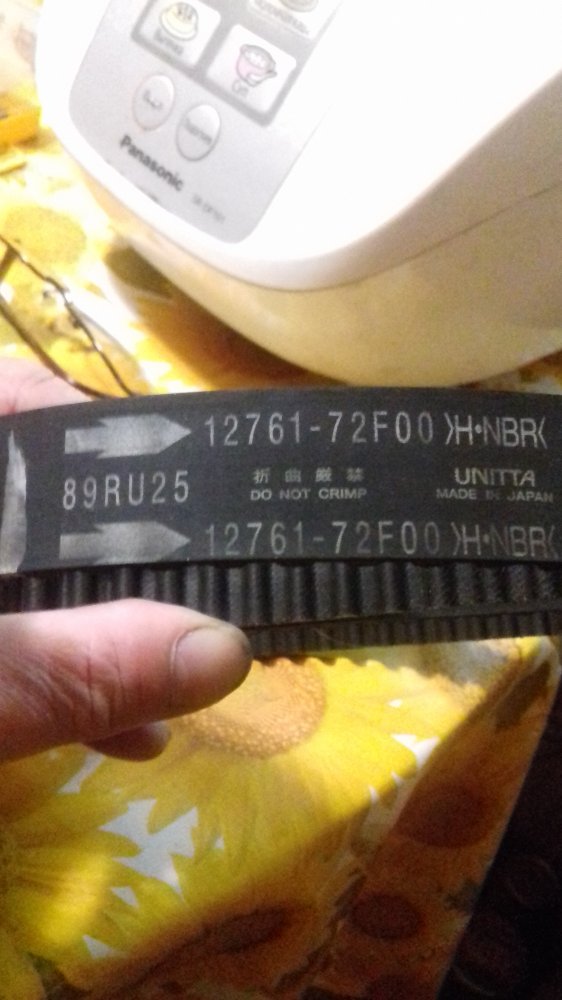 Panasonic
12761-72F00 >H•NBR<
89RU25
折曲厳禁
DO NOT CRIMP
UNITTA
MADE IN JAPAN
12761-72F00 >H•NBR<